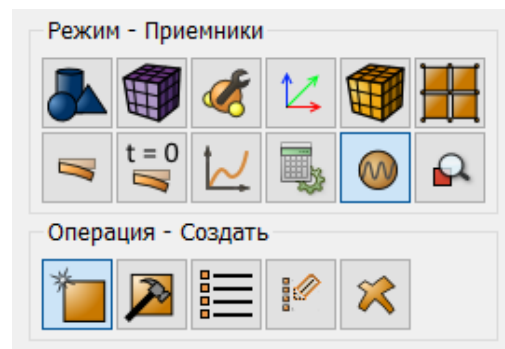 Режим - Приемники
t = 0
Операция - Создать